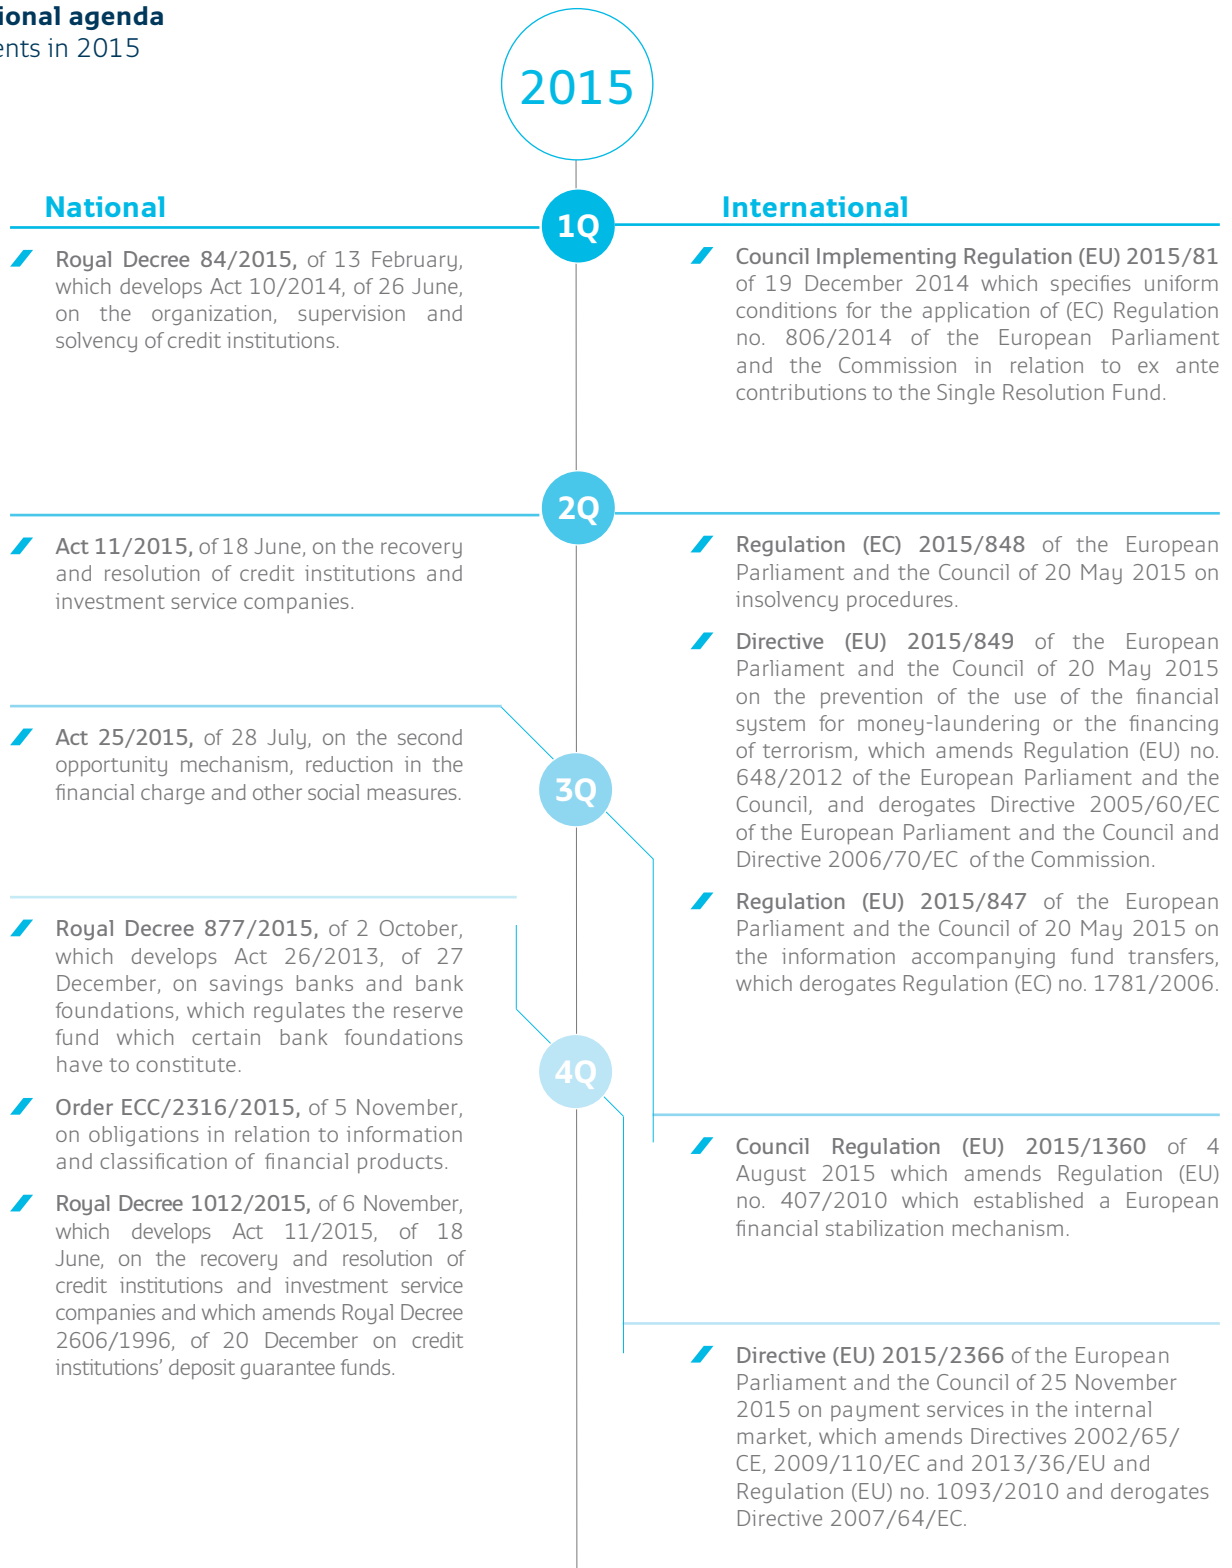 ional agenda
ents in 2015
2015
National
1Q
International
Royal Decree 84/2015, of 13 February,
which develops Act 10/2014, of 26 June,
on the organization, supervision and
solvency of credit institutions.
Council Implementing Regulation (EU) 2015/81
of 19 December 2014 which specifies uniform
conditions for the application of (EC) Regulation
no. 806/2014 of the European Parliament
and the Commission in relation to ex ante
contributions to the Single Resolution Fund.
2Q
Act 11/2015, of 18 June, on the recovery
and resolution of credit institutions and
investment service companies.
Regulation (EC) 2015/848 of the European
Parliament and the Council of 20 May 2015 on
insolvency procedures.
Directive (EU) 2015/849 of the European
Parliament and the Council of 20 May 2015
on the prevention of the use of the financial
system for money-laundering or the financing
of terrorism, which amends Regulation (EU) no.
648/2012 of the European Parliament and the
Council, and derogates Directive 2005/60/EC
of the European Parliament and the Council and
Directive 2006/70/EC of the Commission.
Regulation (EU) 2015/847 of the European
Parliament and the Council of 20 May 2015 on
the information accompanying fund transfers,
which derogates Regulation (EC) no. 1781/2006.
3Q
Act 25/2015, of 28 July, on the second
opportunity mechanism, reduction in the
financial charge and other social measures.
Council Regulation (EU) 2015/1360 of 4
August 2015 which amends Regulation (EU)
no. 407/2010 which established a European
financial stabilization mechanism.
4Q
Royal Decree 877/2015, of 2 October,
which develops Act 26/2013, of 27
December, on savings banks and bank
foundations, which regulates the reserve
fund which certain bank foundations
have to constitute.
Order ECC/2316/2015, of 5 November,
on obligations in relation to information
and classification of financial products.
Royal Decree 1012/2015, of 6 November,
which develops Act 11/2015, of 18
June, on the recovery and resolution of
credit institutions and investment service
companies and which amends Royal Decree
2606/1996, of 20 December on credit
institutions' deposit guarantee funds.
Directive (EU) 2015/2366 of the European
Parliament and the Council of 25 November
2015 on payment services in the internal
market, which amends Directives 2002/65/
CE, 2009/110/EC and 2013/36/EU and
Regulation (EU) no. 1093/2010 and derogates
Directive 2007/64/EC.